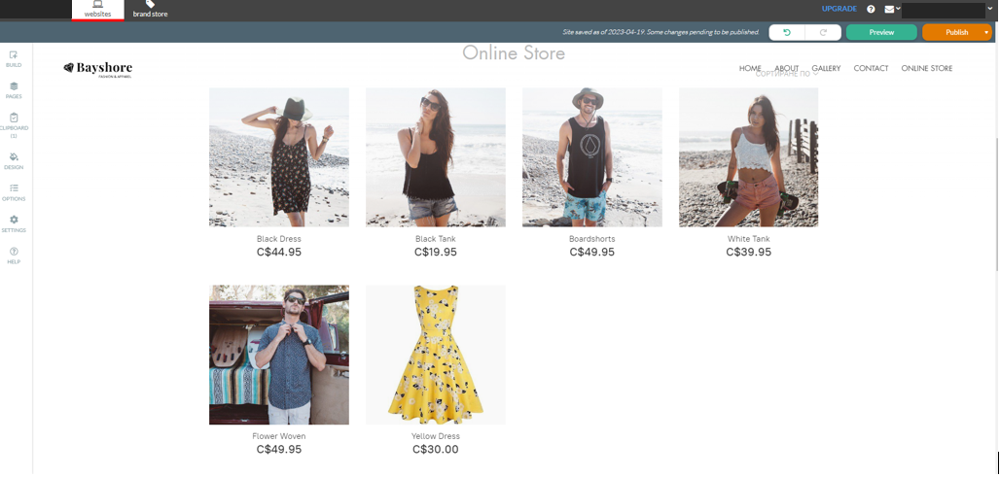 websites
brand store
UPGRADE
Site saved as of 2023-04-19. Some changes pending to be published.
Preview
Publish
BUILD
PAGES
CLIPBOARD
(1)
DESIGN
OPTIONS
SETTINGS
HELP
Online Store
Bayshore
FASHION & APPAREL
HOME
ABOUT
GALLERY
CONTACT
ONLINE STORE
СОРТИРАНЕ ПО
Black Dress
C$44.95
Black Tank
C$19.95
Boardshorts
C$49.95
White Tank
C$39.95
Flower Woven
C$49.95
Yellow Dress
C$30.00